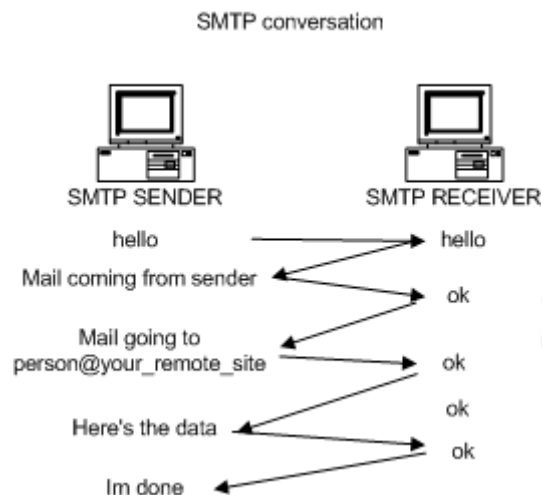 SMTP conversation
SMTP SENDER
SMTP RECEIVER
hello
hello
Mail coming from sender
ok
Mail going to
person@your_remote_site
ok
ok
Here's the data
ok
Im done